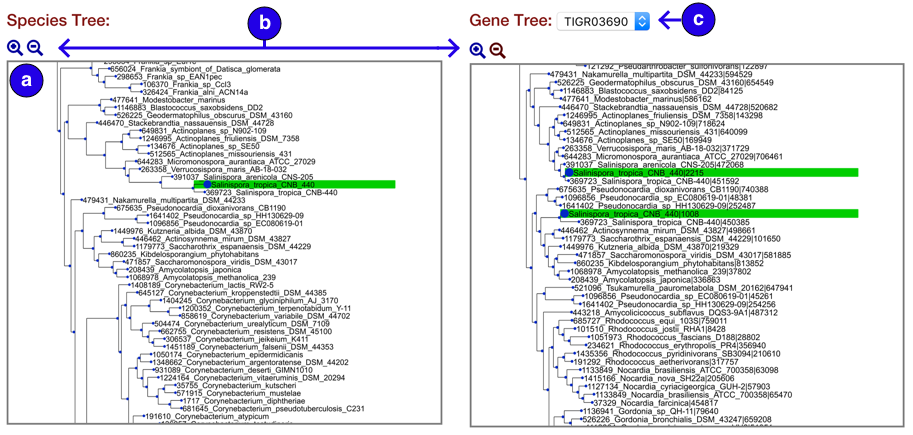 Species Tree:
b
Gene Tree:
TIGR03690
c
a
656024_Frankia_symbiont_of_Datisca_glomerata
298653_Frankia_sp_EAN1pec
106370_Frankia_sp_CcI3
326424_Frankia_alni_ACN14a
477641_Modestobacter_marinus
1146883_Blastococcus_saxobsidens_DD2
526225_Geodermatophilus_obscurus_DSM_43160
446470_Stackebrandtia_nassauensis_DSM_44728
649831_Actinoplanes_sp_N902-109
1246995_Actinoplanes_friuliensis_DSM_7358
134676_Actinoplanes_sp_SE50
512565_Actinoplanes_missouriensis_431
644283_Micromonospora_aurantiaca_ATCC_27029
263358_Verrucosispora_maris_AB-18-032
391037_Salinispora_arenicola_CNS-205
Salinispora_tropica_CNB_440
369723_Salinispora_tropica_CNB-440
479431_Nakamurella_multipartita_DSM_44233
675635_Pseudonocardia_dioxanivorans_CB1190
1641402_Pseudonocardia_sp_HH130629-09
1096856_Pseudonocardia_sp_EC080619-01
1449976_Kutzneria_albida_DSM_43870
446462_Actinosynnema_mirum_DSM_43827
1179773_Saccharothrix_espanaensis_DSM_44229
860235_Kibdelosporangium_phytohabitans
471857_Saccharomonospora_viridis_DSM_43017
208439_Amycolatopsis_japonica
1068978_Amycolatopsis_methanolica_239
1408189_Corynebacterium_lactis_RW2-5
645127_Corynebacterium_kroppenstedtii_DSM_44385
1404245_Corynebacterium_glyciniphilum_AJ_3170
1200352_Corynebacterium_terpenotabidum_Y-11
858619_Corynebacterium_variabile_DSM_44702
504474_Corynebacterium_urealyticum_DSM_7109
662755_Corynebacterium_resistens_DSM_45100
306537_Corynebacterium_jeikeium_K411
1451189_Corynebacterium_falsenii_DSM_44353
1050174_Corynebacterium_epidermidicanis
1348662_Corynebacterium_argentoratense_DSM_44202
931089_Corynebacterium_deserti_GIMN1010
1224164_Corynebacterium_vitaeruminis_DSM_20294
35755_Corynebacterium_kutscheri
571915_Corynebacterium_mustelae
1717_Corynebacterium_diphtheriae
681645_Corynebacterium_pseudotuberculosis_C231
191610_Corynebacterium_atypicum
121292_Pseudarthrobacter_sulfonivorans|122897
479431_Nakamurella_multipartita_DSM_44233|594529
526225_Geodermatophilus_obscurus_DSM_43160|654549
1146883_Blastococcus_saxobsidens_DD2|84125
477641_Modestobacter_marinus|586162
446470_Stackebrandtia_nassauensis_DSM_44728|520682
1246995_Actinoplanes_friuliensis_DSM_7358|143298
649831_Actinoplanes_sp_N902-109|718624
512565_Actinoplanes_missouriensis_431|640099
134676_Actinoplanes_sp_SE50|169949
263358_Verrucosispora_maris_AB-18-032|371729
644283_Micromonospora_aurantiaca_ATCC_27029|706461
391037_Salinispora_arenicola_CNS-205|472068
Salinispora_tropica_CNB_440|2215
369723_Salinispora_tropica_CNB-440|451592
675635_Pseudonocardia_dioxanivorans_CB1190|740388
1096856_Pseudonocardia_sp_EC080619-01|48381
1641402_Pseudonocardia_sp_HH130629-09|252487
Salinispora_tropica_CNB_440|1008
369723_Salinispora_tropica_CNB-440|450385
446462_Actinosynnema_mirum_DSM_43827|498661
1179773_Saccharothrix_espanaensis_DSM_44229|101650
1449976_Kutzneria_albida_DSM_43870|219329
471857_Saccharomonospora_viridis_DSM_43017|581885
860235_Kibdelosporangium_phytohabitans|813852
1068978_Amycolatopsis_methanolica_239|37802
208439_Amycolatopsis_japonica|336863
521096_Tsukamurella_paurometabola_DSM_20162|647941
1096856_Pseudonocardia_sp_EC080619-01|45261
1641402_Pseudonocardia_sp_HH130629-09|254256
443218_Amycolicicoccus_subflavus_DQS3-9A1|487312
685727_Rhodococcus_equi_103S|759011
101510_Rhodococcus_jostii_RHA1|8428
1051973_Rhodococcus_fascians_D188|28802
234621_Rhodococcus_erythropolis_PR4|356940
1435356_Rhodococcus_pyridinivorans_SB3094|210610
191292_Rhodococcus_aetherivorans|317757
1133849_Nocardia_brasiliensis_ATCC_700358|63098
1415166_Nocardia_nova_SH22a|205606
1127134_Nocardia_cyriacigeorgica_GUH-2|57903
1133849_Nocardia_brasiliensis_ATCC_700358|65470
37329_Nocardia_farcinica|454817
1136941_Gordonia_sp_QH-11|79640
526226_Gordonia_bronchialis_DSM_43247|659208